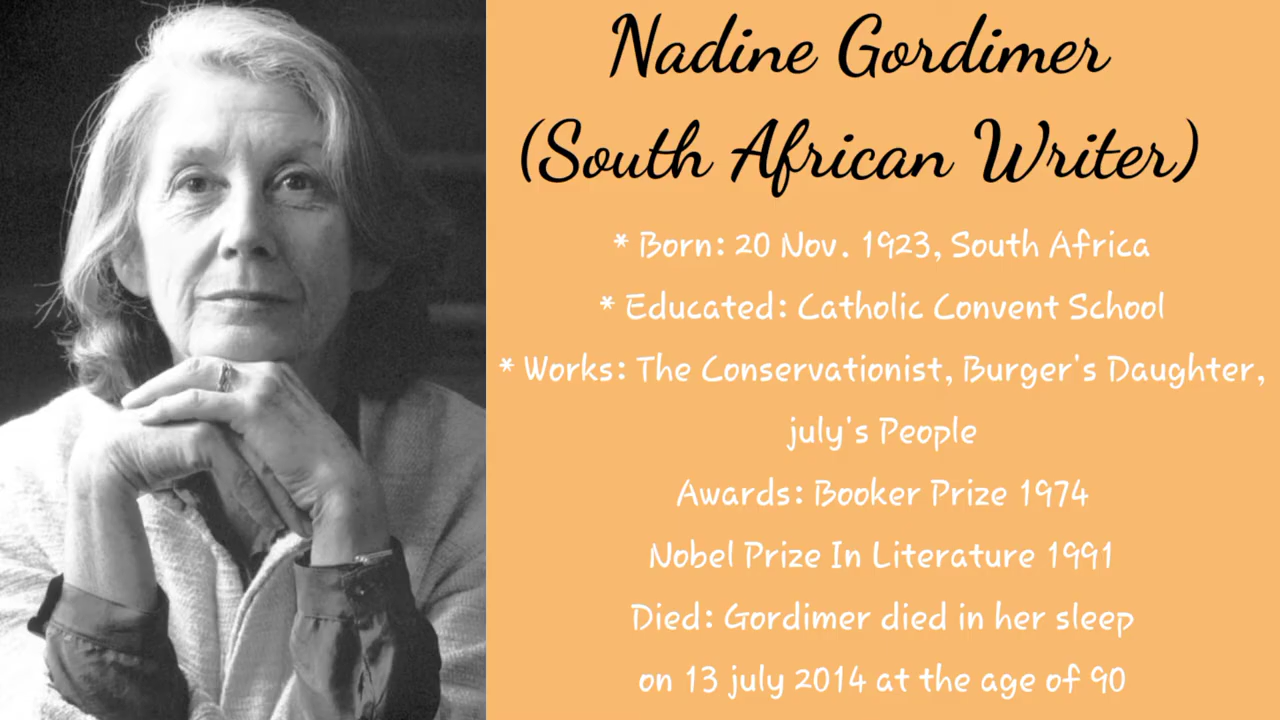 Nadine Gordimer
(South African Writer)
* Born: 20 Nov. 1923, South Africa
* Educated: Catholic Convent School
* Works: The Conservationist, Burger's Daughter,
july's People
Awards: Booker Prize 1974
Nobel Prize In Literature 1991
Died: Gordimer died in her sleep
on 13 july 2014 at the age of 90